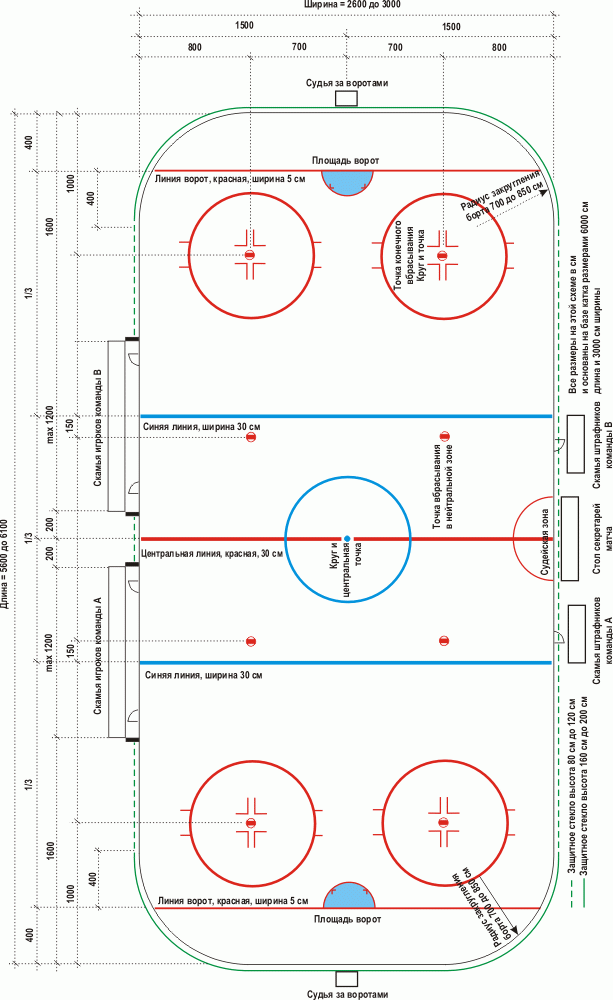 Ширина = 2600 до 3000
1500
1500
800
700
700
800
Судья за воротами
Площадь ворот
Линия ворот, красная, ширина 5 см
Радиус закругления
борта 700 до 850 см
Точка конечного
вбрасывания
Круг и точка
400
1000
400
1600
1/3
Все размеры на этой схеме в см
и основаны на базе катка размерами 6000 см
длина и 3000 см ширины
Скамья игроков команды В
max 1200
150
Синяя линия, ширина 30 см
Точка вбрасывания
в нейтральной зоне
Скамья штрафников
команды В
200
1/3
200
Длина = 5600 до 6100
Центральная линия, красная, 30 см
Круг и
центральная
точка
Судейская зона
Стол секретарей
матча
Скамья игроков команды А
max 1200
150
Синяя линия, ширина 30 см
Скамья штрафников
команды А
1/3
1600
1000
400
400
Защитное стекло высота 80 см до 120 см
Защитное стекло высота 160 см до 200 см
Линия ворот, красная, ширина 5 см
Площадь ворот
Радиус закругления
борта 700 до 850 см
Судья за воротами